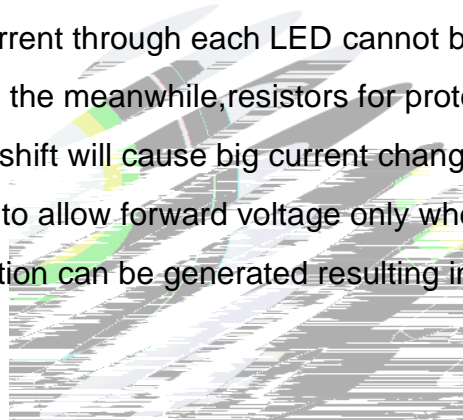 rrent through each LED cannot b
the meanwhile,resistors for prote
shift will cause big current chang
to allow forward voltage only whe
tion can be generated resulting in